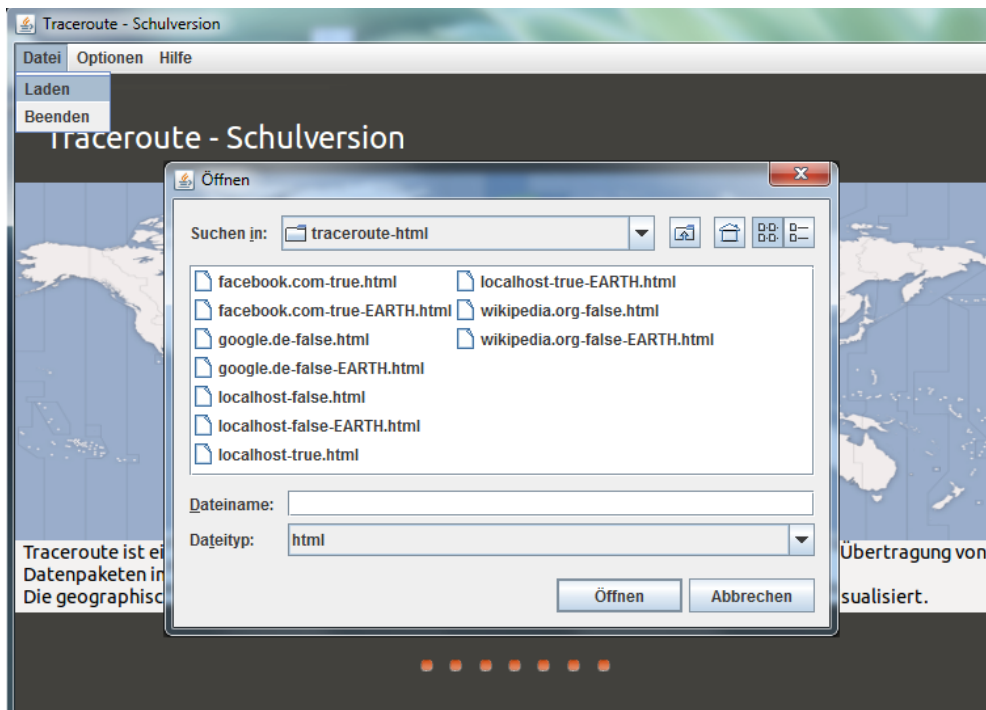 Traceroute - Schulversion
Datei Optionen Hilfe
Laden
Beenden
Traceroute - Schulversion
Öffnen
Suchen in: traceroute-html
facebook.com-true.html
facebook.com-true-EARTH.html
google.de-false.html
google.de-false-EARTH.html
localhost-false.html
localhost-false-EARTH.html
localhost-true.html
localhost-true-EARTH.html
wikipedia.org-false.html
wikipedia.org-false-EARTH.html
Dateiname:
Dateityp: html
Öffnen Abbrechen
Traceroute ist ei Übertragung von
Datenpaketen in
Die geographisc sualisiert.